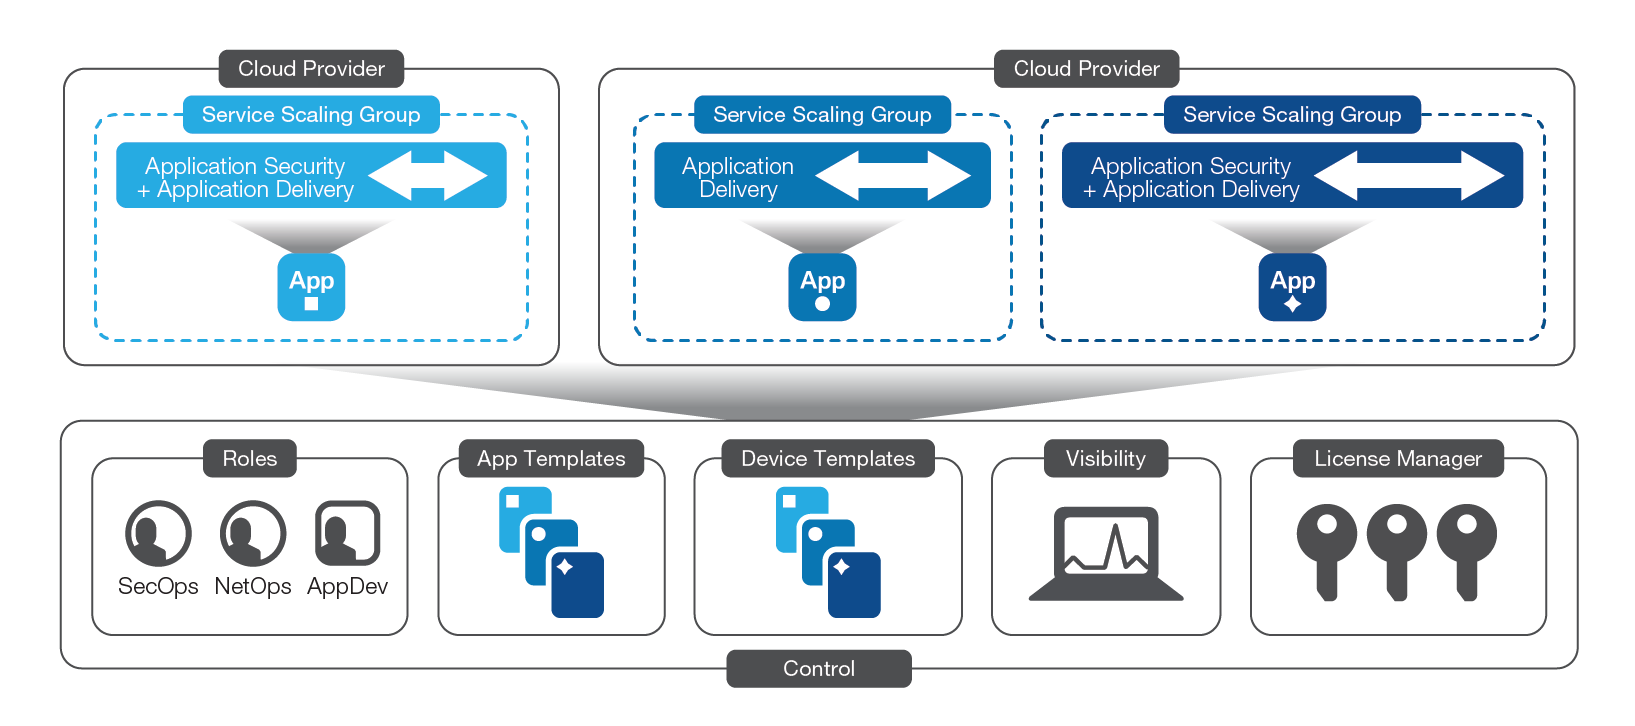 Cloud Provider
Service Scaling Group
Application Security
+ Application Delivery
App
Cloud Provider
Service Scaling Group
Application
Delivery
App
Service Scaling Group
Application Security
+ Application Delivery
App
Roles
SecOps
NetOps
AppDev
App Templates
Device Templates
Visibility
License Manager
Control